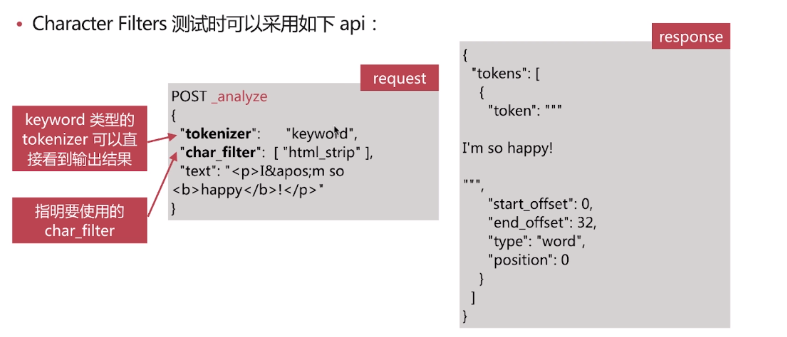 • Character Filters 测试时可以采用如下 api：
request
POST _analyze
{
"tokenizer": "keyword",
"char_filter": [ "html_strip" ],
"text": "<p>I&apos;m so
<b>happy</b>!</p>"
}
keyword 类型的
tokenizer 可以直
接看到输出结果
指明要使用的
char_filter
response
{
"tokens": [
{
"token": """
I'm so happy!
""",
"start_offset": 0,
"end_offset": 32,
"type": "word",
"position": 0
}
]
}